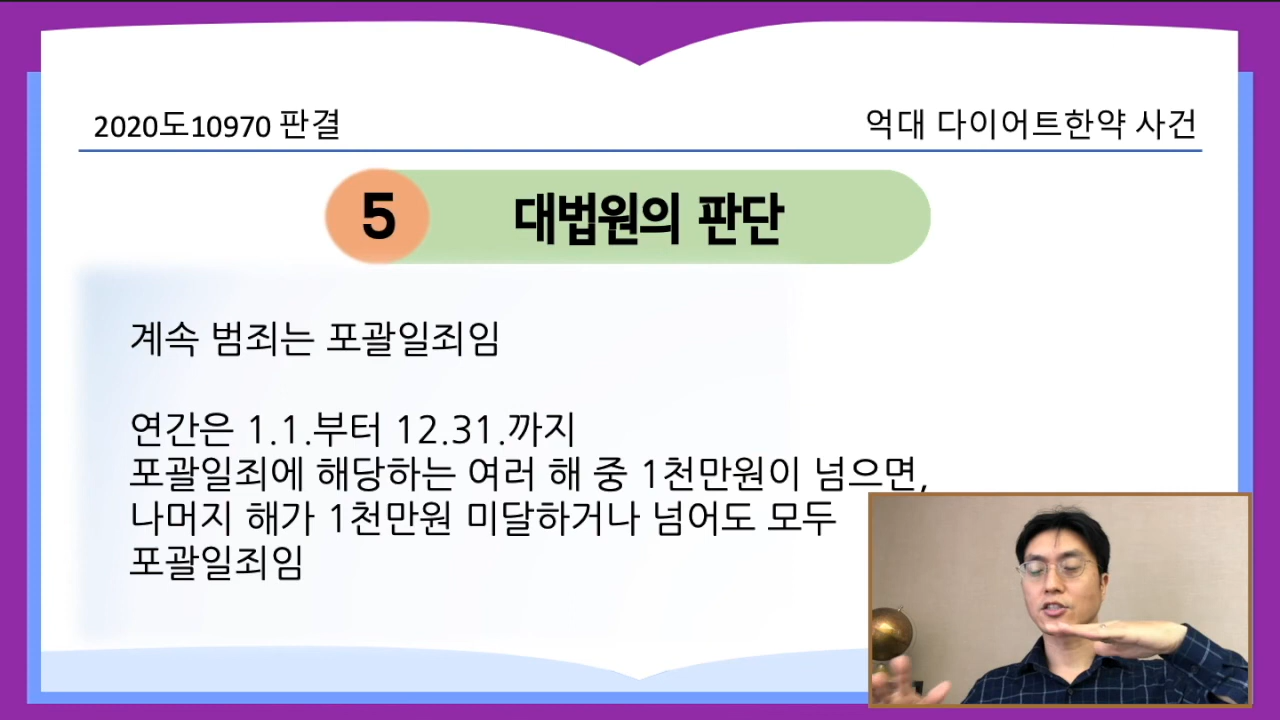 2020도10970 판결
억대 다이어트한약 사건
5
대법원의 판단
계속 범죄는 포괄일죄임
연간은 1.1.부터 12.31.까지
포괄일죄에 해당하는 여러 해 중 1천만원이 넘으면,
나머지 해가 1천만원 미달하거나 넘어도 모두
포괄일죄임